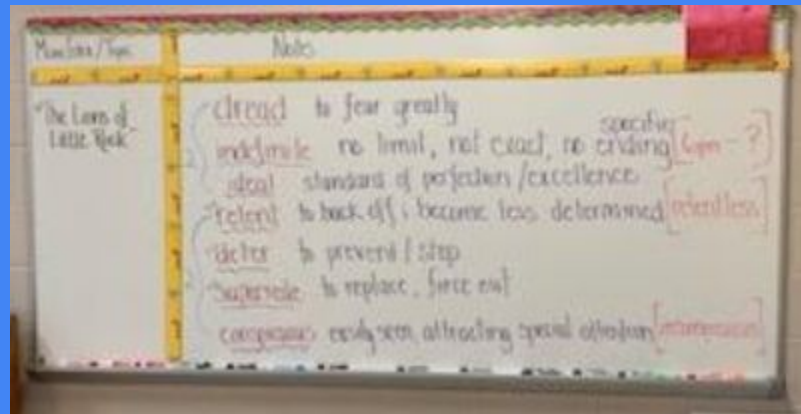 Notes
"The Lions of
Little Rock"
dread to fear greatly
specific
indefinite no limit, not exact, no ending [open - ?]
ideal standard of perfection/excellence
relent to back off; become less determined [relentless]
deter to prevent/stop
supersede to replace, force out
conspicuous easily seen, attracting special attention [inconspicuous]